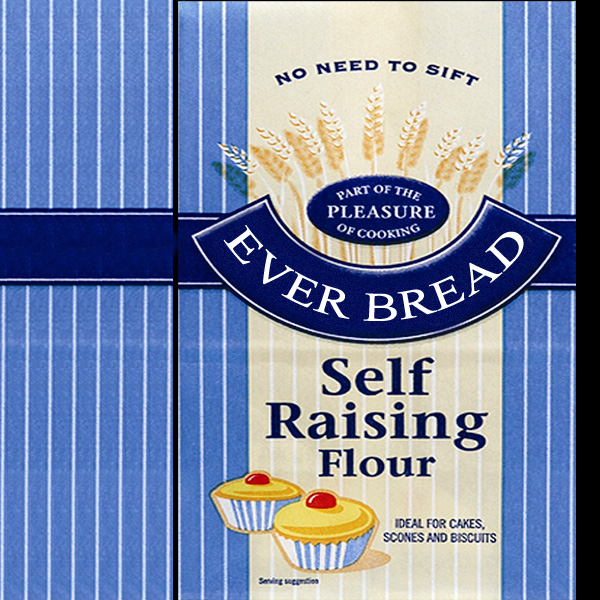 NO NEED TO SIFT
PART OF THE
PLEASURE
OF COOKING
EVER BREAD
Self
Raising
Flour
IDEAL FOR CAKES,
SCONES AND BISCUITS
Serving suggestion